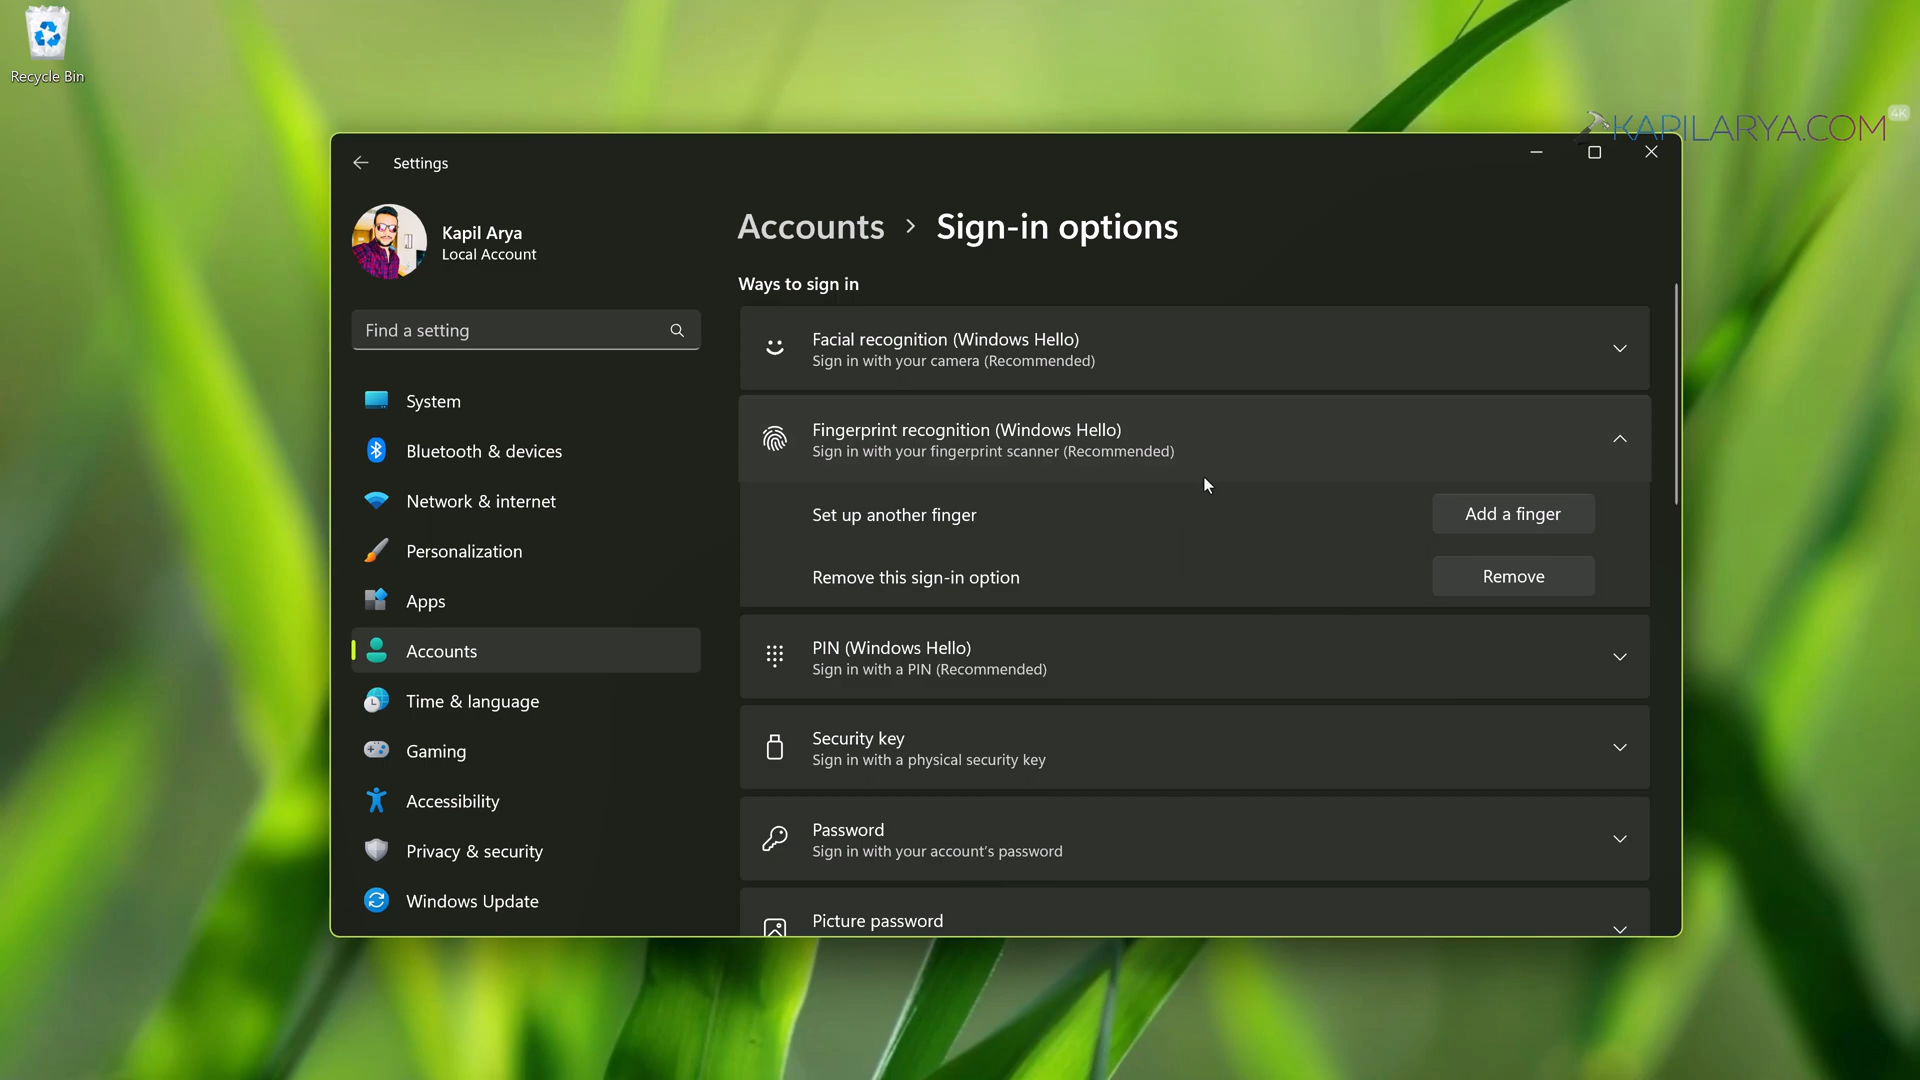 Recycle Bin
KAPILARYA.COM
4K
Settings
Kapil Arya
Local Account
Find a setting
System
Bluetooth & devices
Network & internet
Personalization
Apps
Accounts
Time & language
Gaming
Accessibility
Privacy & security
Windows Update
Accounts > Sign-in options
Ways to sign in
Facial recognition (Windows Hello)
Sign in with your camera (Recommended)
Fingerprint recognition (Windows Hello)
Sign in with your fingerprint scanner (Recommended)
Set up another finger
Add a finger
Remove this sign-in option
Remove
PIN (Windows Hello)
Sign in with a PIN (Recommended)
Security key
Sign in with a physical security key
Password
Sign in with your account's password
Picture password